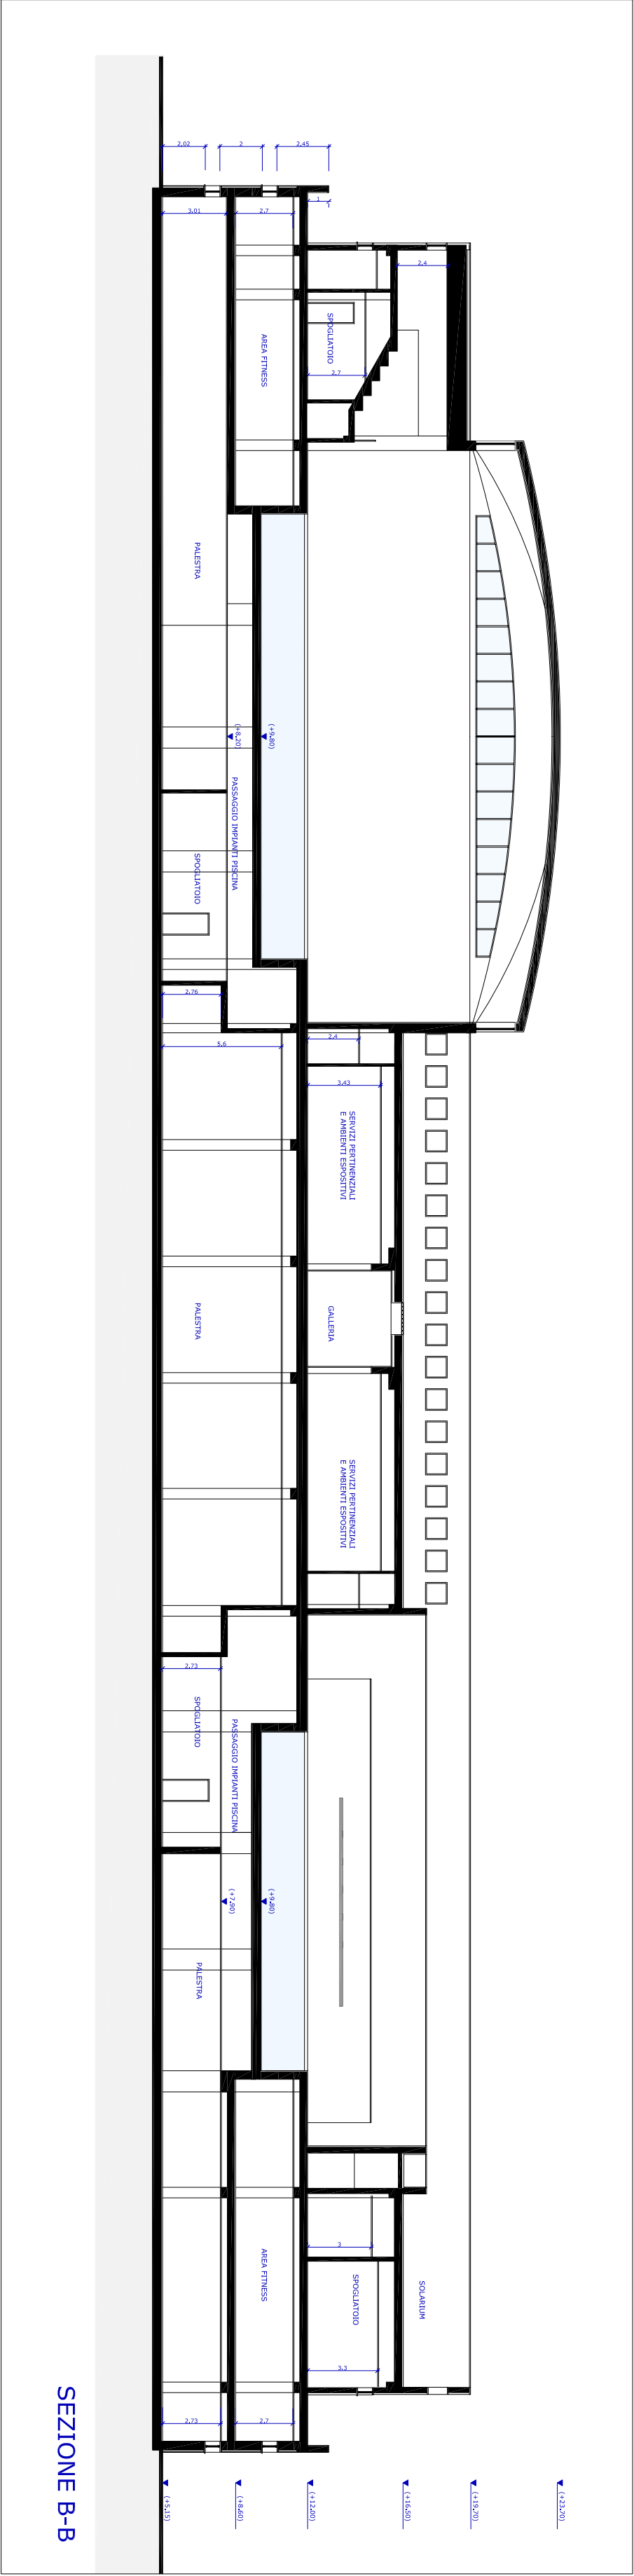 2,02
2
2,45
3,01
2,7
1
2,4
AREA FITNESS
SPOGLIATOIO
2,7
PALESTRA
(+8,20)
(+9,80)
PASSAGGIO IMPIANTI PISCINA
SPOGLIATOIO
2,76
5,6
2,4
3,43
SERVIZI PERTINENZIALI
E AMBIENTI ESPOSITIVI
PALESTRA
GALLERIA
SERVIZI PERTINENZIALI
E AMBIENTI ESPOSITIVI
2,73
SPOGLIATOIO
PASSAGGIO IMPIANTI PISCINA
(+7,90)
(+9,80)
PALESTRA
AREA FITNESS
3
SPOGLIATOIO
SOLARIUM
3,3
2,73
2,7
(+5,15)
(+8,60)
(+12,00)
(+16,50)
(+19,70)
(+23,70)
SEZIONE B-B